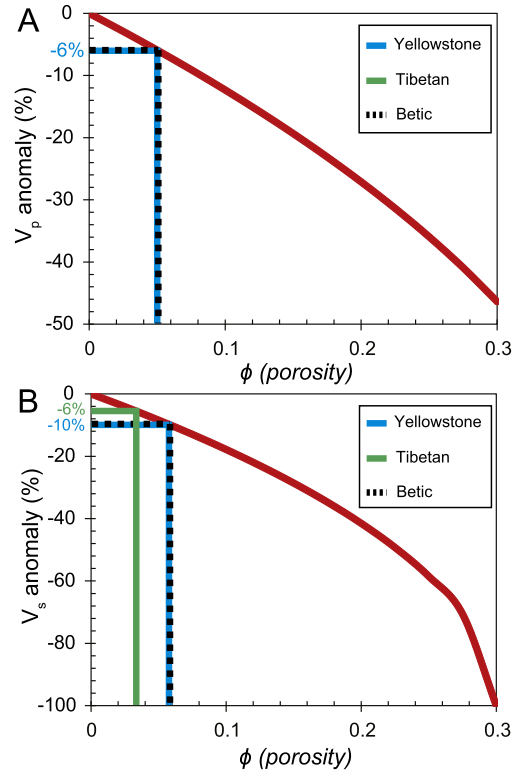 A
0
-6%
-10
-20
-30
-40
-50
V_p anomaly (%)
Yellowstone
Tibetan
Betic
0
0.1
0.2
0.3
ϕ (porosity)
B
0
-6%
-10%
-20
-40
-60
-80
-100
V_s anomaly (%)
Yellowstone
Tibetan
Betic
0
0.1
0.2
0.3
ϕ (porosity)